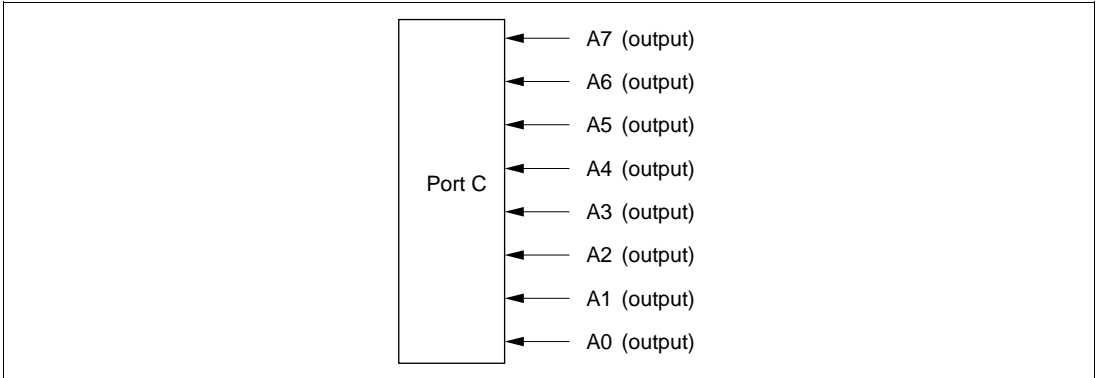 A7 (output)
A6 (output)
A5 (output)
A4 (output)
Port C
A3 (output)
A2 (output)
A1 (output)
A0 (output)